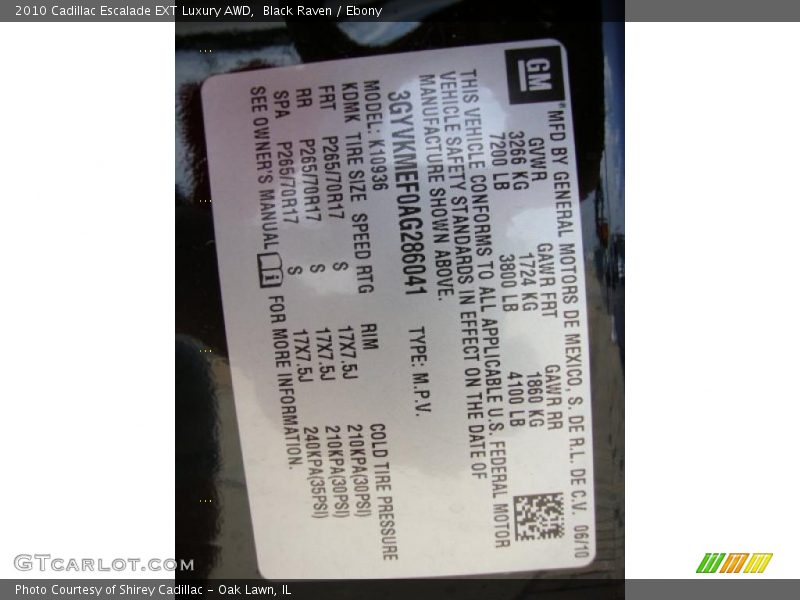 2010 Cadillac Escalade EXT Luxury AWD,  Black Raven / Ebony
GM
MFD BY GENERAL MOTORS DE MEXICO, S. DE R.L. DE C.V. 06/10
GVWR GAWR FRT GAWR RR
3266 KG 1724 KG 1860 KG
7200 LB 3800 LB 4100 LB
THIS VEHICLE CONFORMS TO ALL APPLICABLE U.S. FEDERAL MOTOR
VEHICLE SAFETY STANDARDS IN EFFECT ON THE DATE OF
MANUFACTURE SHOWN ABOVE.
3GYVKMEF0AG286041 TYPE: M.P.V.
MODEL: K10936
KDMK TIRE SIZE SPEED RTG RIM COLD TIRE PRESSURE
FRT P265/70R17 S 17X7.5J 210KPA(30PSI)
RR P265/70R17 S 17X7.5J 210KPA(30PSI)
SPA P265/70R17 S 17X7.5J 240KPA(35PSI)
SEE OWNER'S MANUAL i FOR MORE INFORMATION.
GTCarLot.com
Photo Courtesy of Shirey Cadillac - Oak Lawn, IL